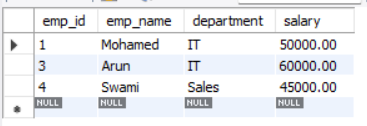 emp_id emp_name department salary
1 Mohamed IT 50000.00
3 Arun IT 60000.00
4 Swami Sales 45000.00
NULL NULL NULL NULL